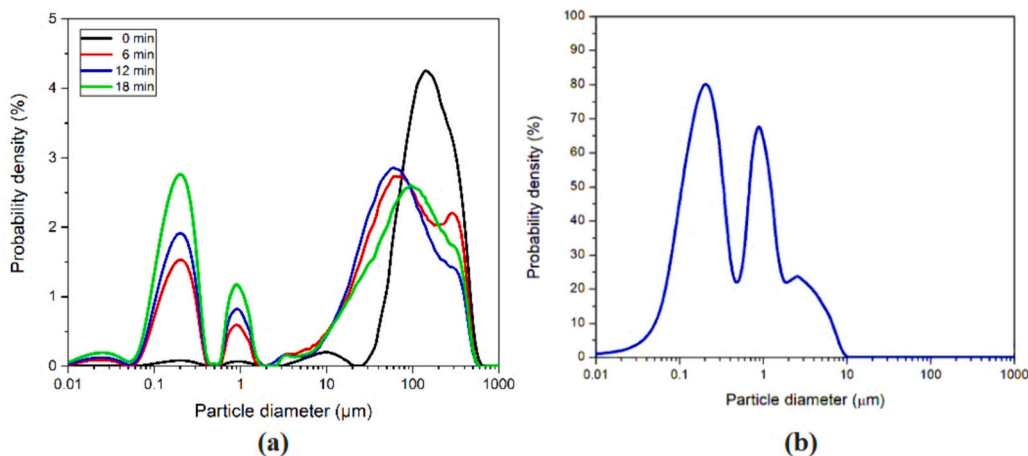 5
4
3
2
1
0
0 min
6 min
12 min
18 min
Probability density (%)
0.01 0.1 1 10 100 1000
Particle diameter (µm)
(a)
100
90
80
70
60
50
40
30
20
10
0
Probability density (%)
0.01 0.1 1 10 100 1000
Particle diameter (µm)
(b)